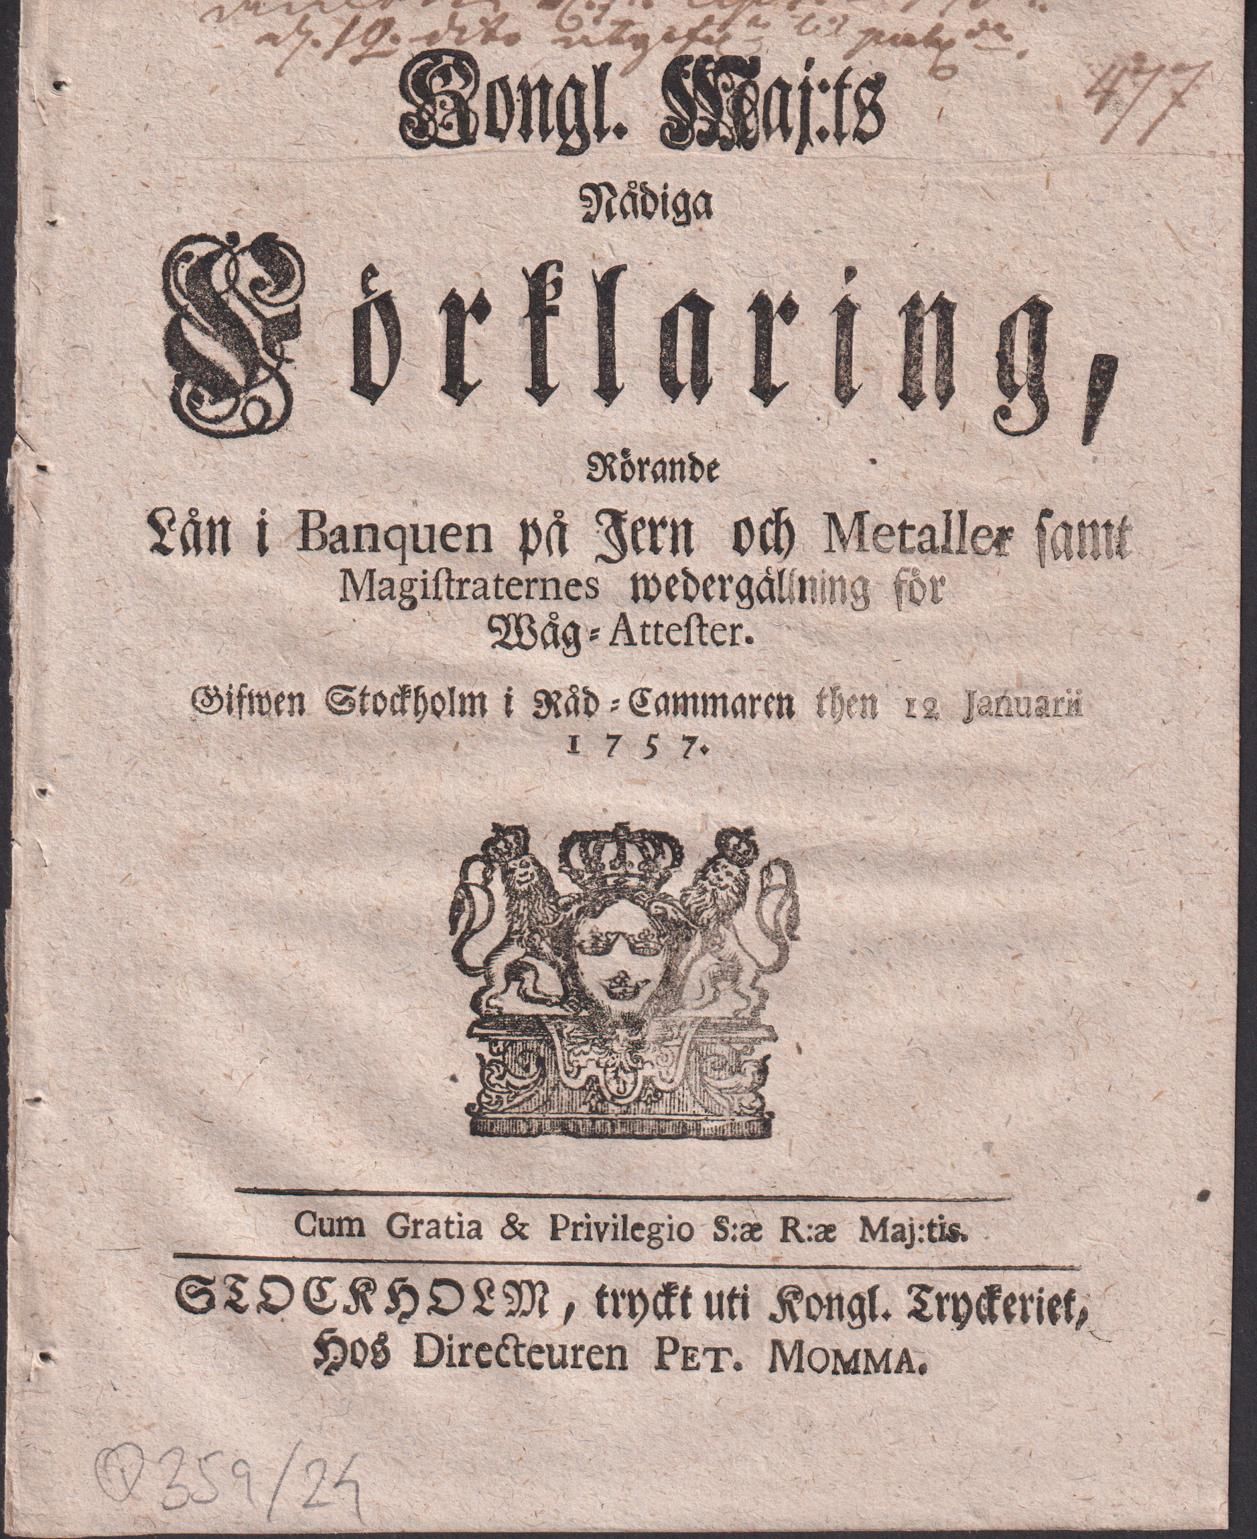 d. 19. dito
477
Kongl. Maj:ts
Nådiga
Förklaring,
Rörande
Lån i Banquen på Jern och Metaller samt
Magiſtraternes wedergällning för
Wåg-Atteſter.
Gifwen Stockholm i Råd-Cammaren then 12 Januarii
1757.
Cum Gratia & Privilegio S:æ R:æ Maj:tis.
STOCKHOLM, tryckt uti Kongl. Tryckeriet,
Hos Directeuren PET. MOMMA.
359/24